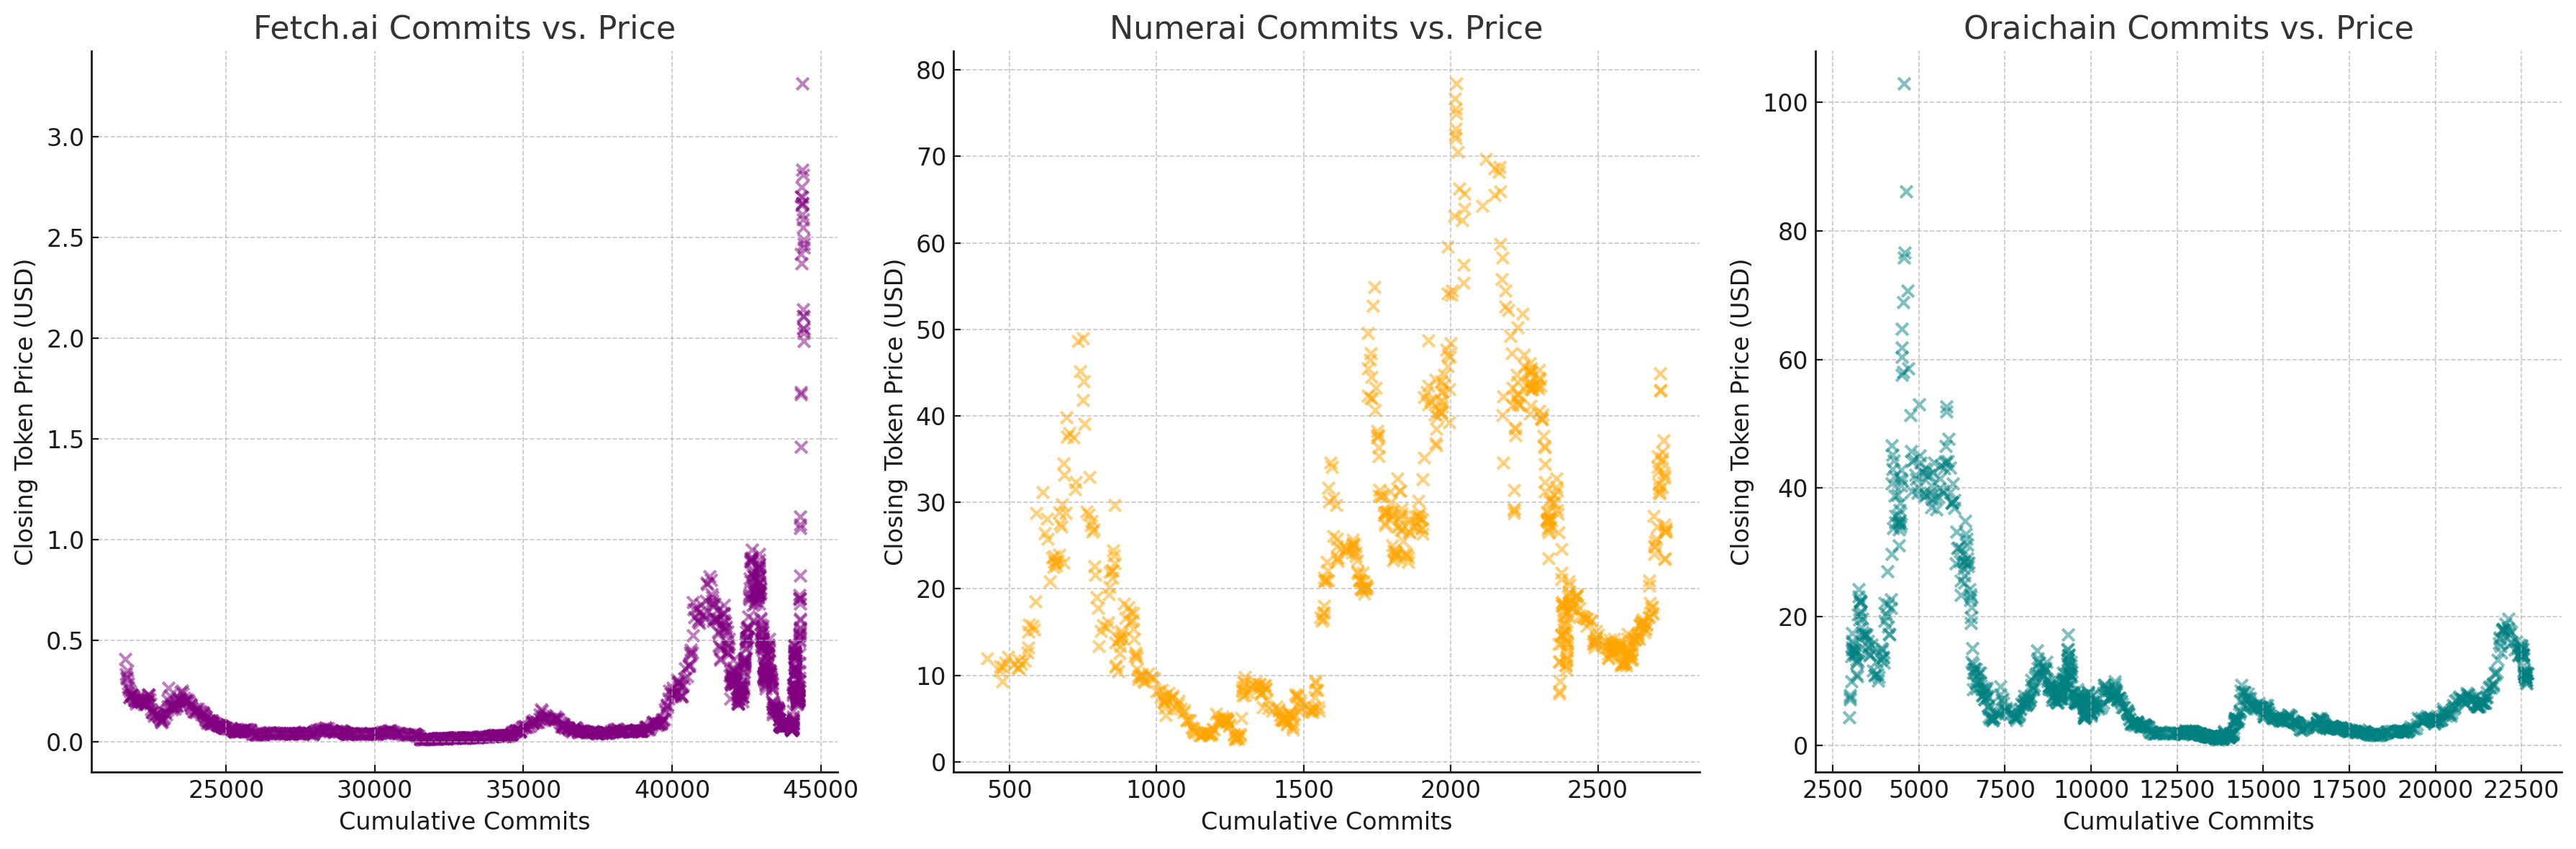 Fetch.ai Commits vs. Price
Closing Token Price (USD)
3.0
2.5
2.0
1.5
1.0
0.5
0.0
25000 30000 35000 40000 45000
Cumulative Commits
Numerai Commits vs. Price
Closing Token Price (USD)
80
70
60
50
40
30
20
10
0
500 1000 1500 2000 2500
Cumulative Commits
Oraichain Commits vs. Price
Closing Token Price (USD)
100
80
60
40
20
0
2500 5000 7500 10000 12500 15000 17500 20000 22500
Cumulative Commits